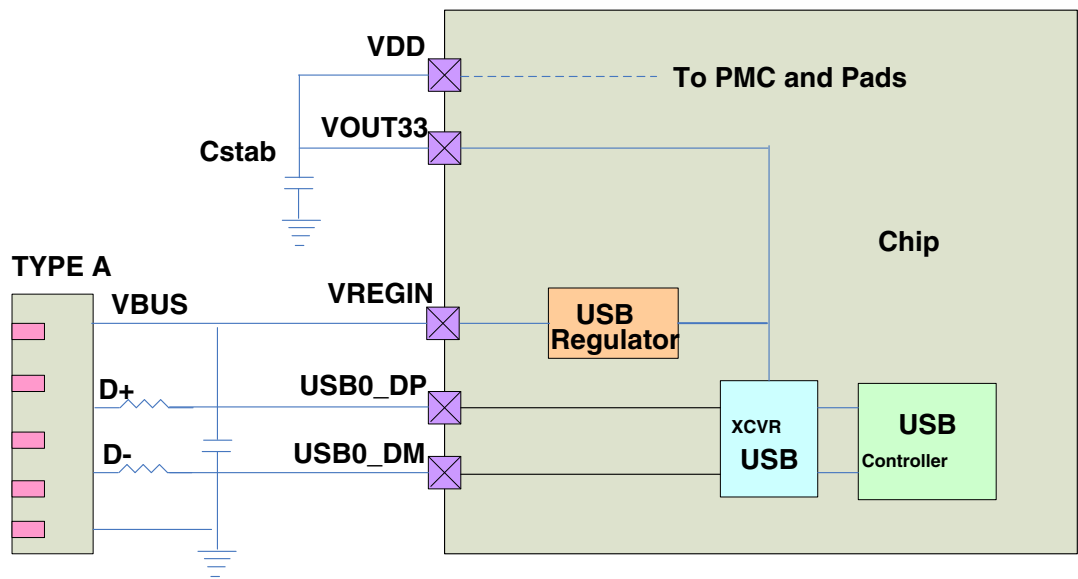 VDD
To PMC and Pads
VOUT33
Cstab
Chip
TYPE A
VBUS
VREGIN
USB
Regulator
D+
USB0_DP
XCVR
USB
USB
Controller
D-
USB0_DM